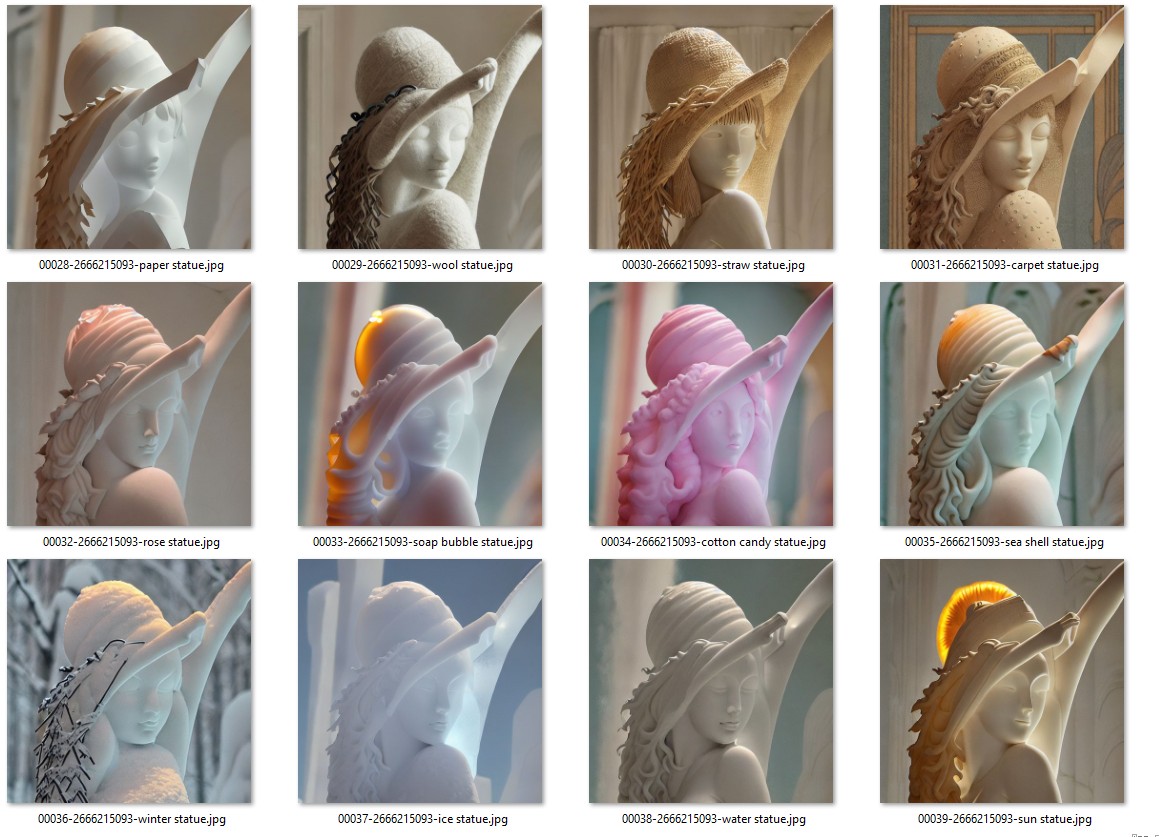 00028-2666215093-paper statue.jpg
00029-2666215093-wool statue.jpg
00030-2666215093-straw statue.jpg
00031-2666215093-carpet statue.jpg
00032-2666215093-rose statue.jpg
00033-2666215093-soap bubble statue.jpg
00034-2666215093-cotton candy statue.jpg
00035-2666215093-sea shell statue.jpg
00036-2666215093-winter statue.jpg
00037-2666215093-ice statue.jpg
00038-2666215093-water statue.jpg
00039-2666215093-sun statue.jpg